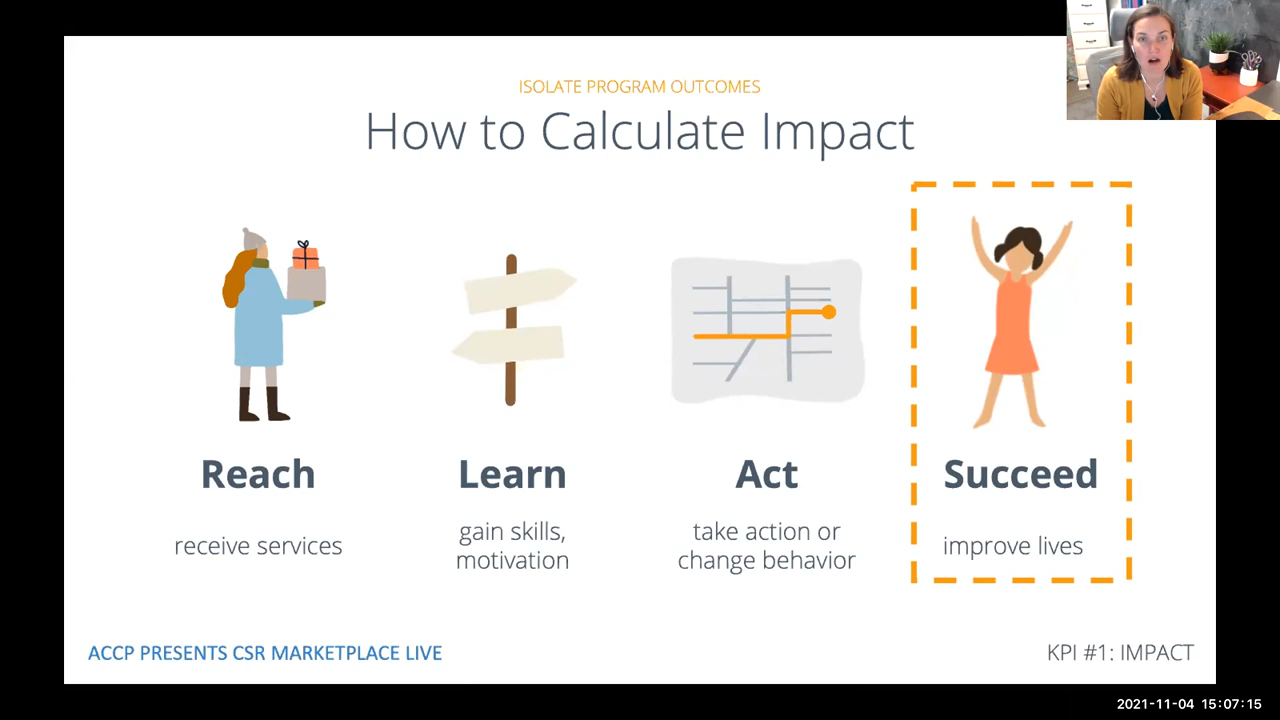 ISOLATE PROGRAM OUTCOMES
How to Calculate Impact
Reach
receive services
Learn
gain skills,
motivation
Act
take action or
change behavior
Succeed
improve lives
ACCP PRESENTS CSR MARKETPLACE LIVE
KPI #1: IMPACT
2021-11-04 15:07:15